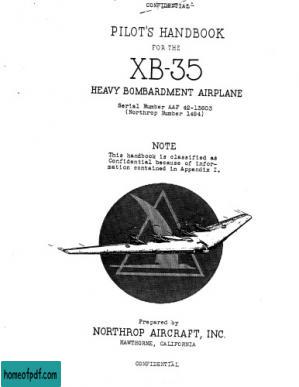 CONFIDENTIAL
PILOT'S HANDBOOK
FOR THE
XB-35
HEAVY BOMBARDMENT AIRPLANE
Serial Number AAF 42-13603
(Northrop Number 1484)
NOTE
This handbook is classified as
Confidential because of infor-
mation contained in Appendix I.
Prepared by
NORTHROP AIRCRAFT, INC.
HAWTHORNE, CALIFORNIA
CONFIDENTIAL
homeofpdf.com